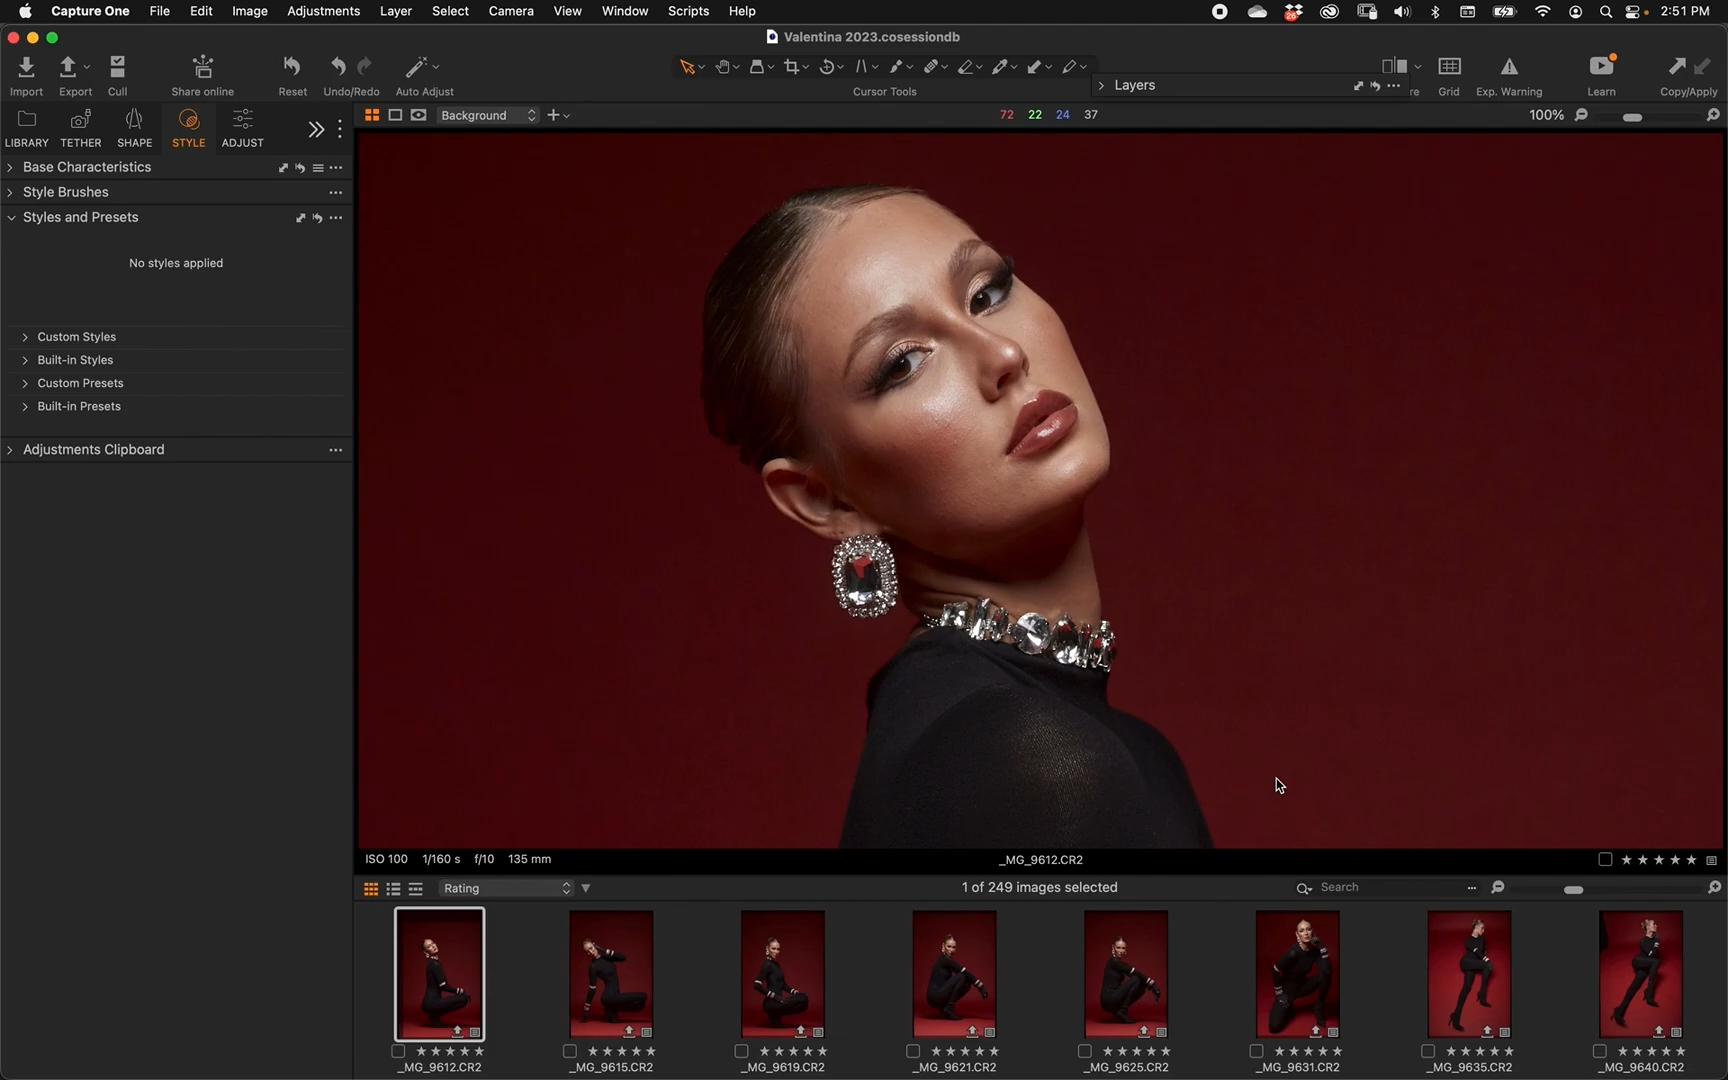 Capture One File Edit Image Adjustments Layer Select Camera View Window Scripts Help 26 2:51 PM
Valentina 2023.cosessiondb
Import Export Cull Share online Reset Undo/Redo Auto Adjust Cursor Tools Layers re Grid Exp. Warning Learn Copy/Apply
LIBRARY TETHER SHAPE STYLE ADJUST
Background 72 22 24 37 100%
Base Characteristics
Style Brushes
Styles and Presets
No styles applied
Custom Styles
Built-in Styles
Custom Presets
Built-in Presets
Adjustments Clipboard
ISO 100 1/160 s f/10 135 mm _MG_9612.CR2
Rating 1 of 249 images selected Search
_MG_9612.CR2 _MG_9615.CR2 _MG_9619.CR2 _MG_9621.CR2 _MG_9625.CR2 _MG_9631.CR2 _MG_9635.CR2 _MG_9640.CR2